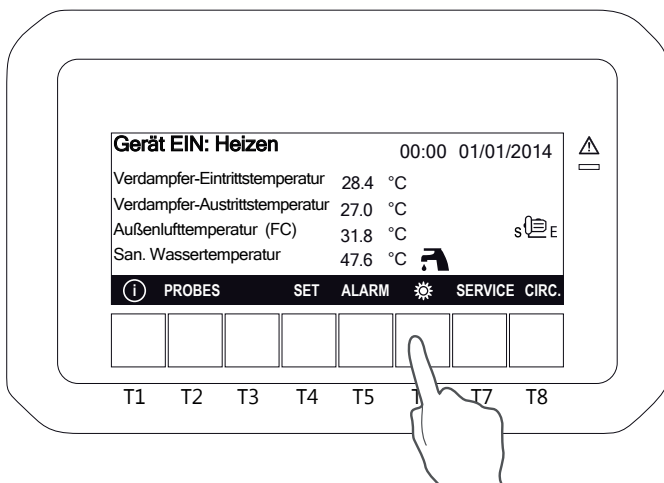 Gerät EIN: Heizen 00:00 01/01/2014
Verdampfer-Eintrittstemperatur 28.4 °C
Verdampfer-Austrittstemperatur 27.0 °C
Außenlufttemperatur (FC) 31.8 °C
S E
San. Wassertemperatur 47.6 °C
i PROBES SET ALARM SERVICE CIRC.
T1 T2 T3 T4 T5 T T7 T8